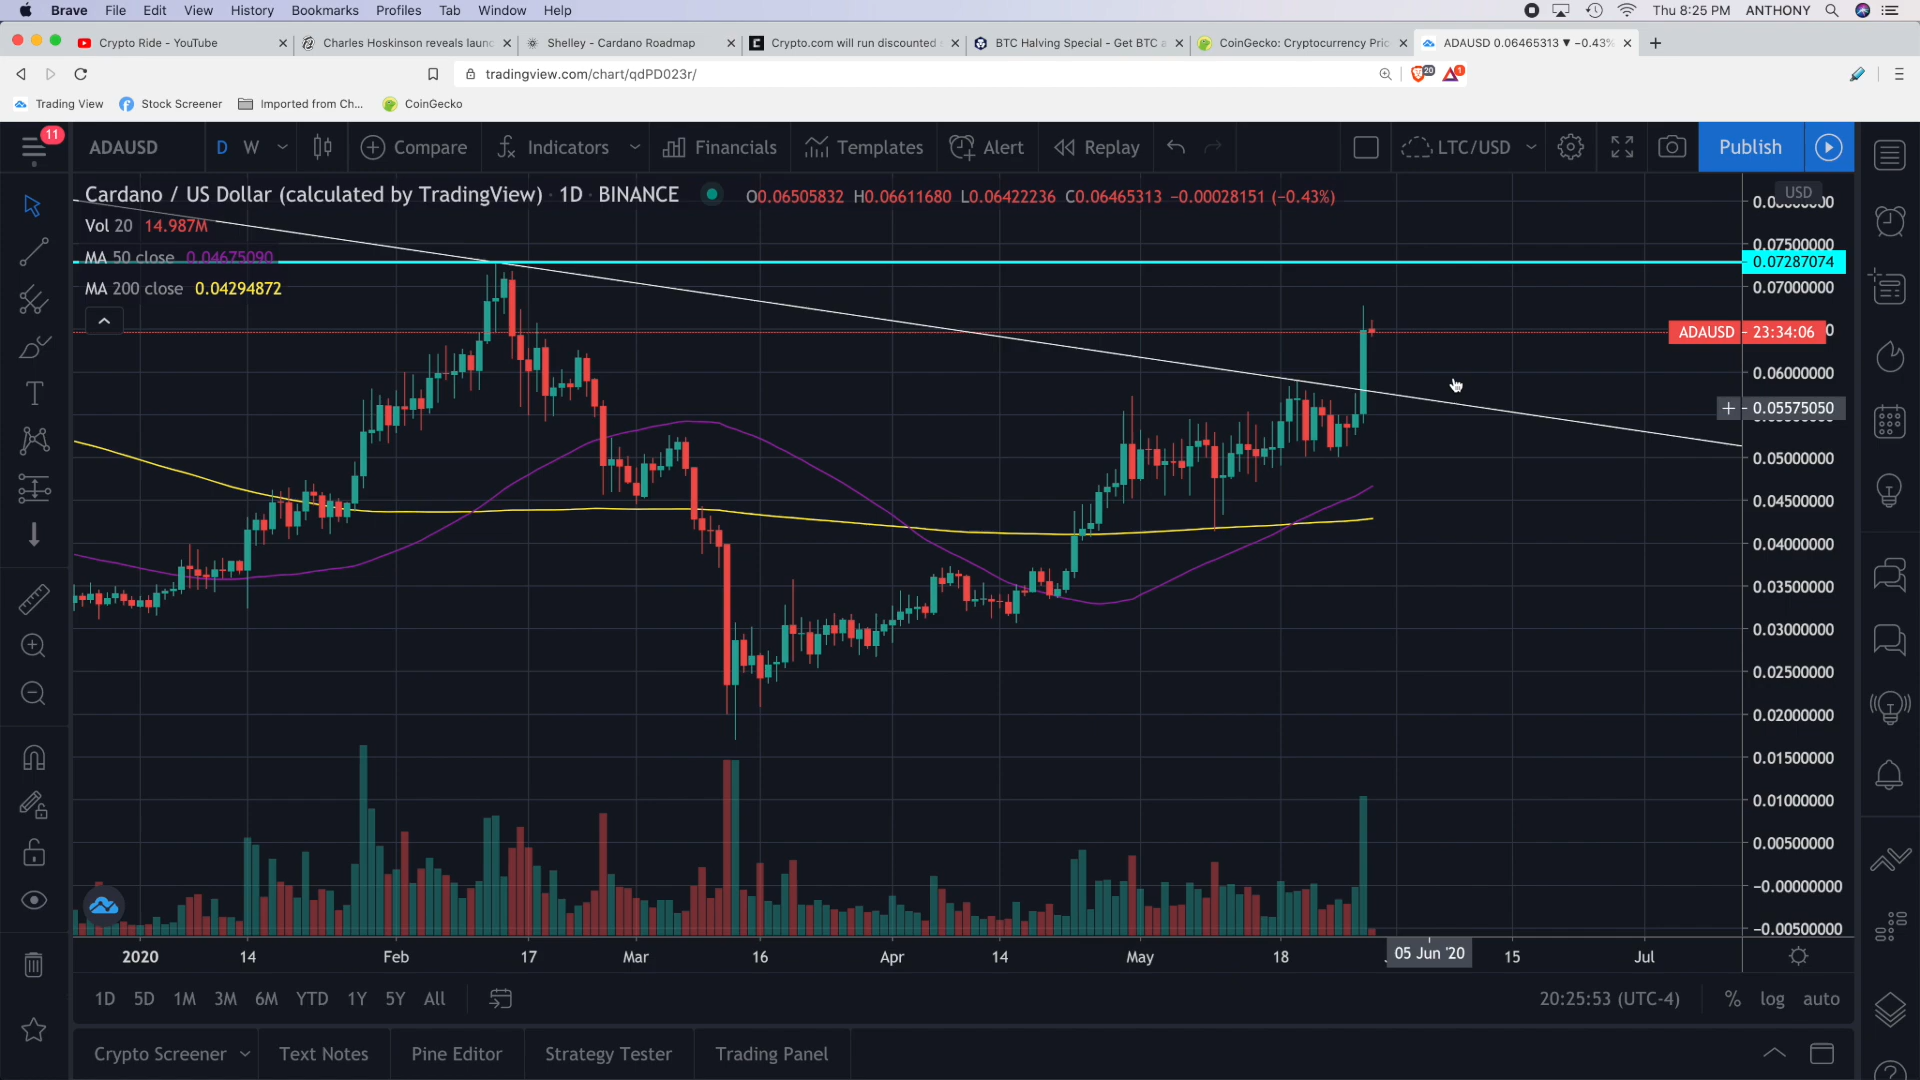 Brave File Edit View History Bookmarks Profiles Tab Window Help Thu 8:25 PM ANTHONY
Crypto Ride - YouTube Charles Hoskinson reveals laun Shelley - Cardano Roadmap Crypto.com will run discounted BTC Halving Special - Get BTC CoinGecko: Cryptocurrency Pric ADAUSD 0.06465313 ▼ −0.43%
tradingview.com/chart/qdPD023r/ 20 1
Trading View Stock Screener Imported from Ch... CoinGecko
11 ADAUSD D W Compare Indicators Financials Templates Alert Replay LTC/USD Publish
Cardano / US Dollar (calculated by TradingView) · 1D · BINANCE O0.06505832 H0.06611680 L0.06422236 C0.06465313 −0.00028151 (−0.43%)
USD
Vol 20 14.987M
0.07500000
MA 50 close 0.04675090
0.07287074
MA 200 close 0.04294872
0.07000000
ADAUSD 23:34:06
0.06000000
0.05575050
0.05000000
0.04500000
0.04000000
0.03500000
0.03000000
0.02500000
0.02000000
0.01500000
0.01000000
0.00500000
−0.00000000
−0.00500000
2020 14 Feb 17 Mar 16 Apr 14 May 18 05 Jun '20 15 Jul
1D 5D 1M 3M 6M YTD 1Y 5Y All 20:25:53 (UTC-4) % log auto
Crypto Screener Text Notes Pine Editor Strategy Tester Trading Panel